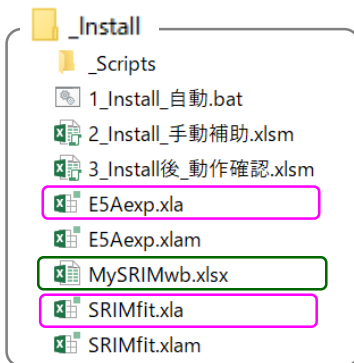 _Install
_Scripts
1_Install_自動.bat
2_Install_手動補助.xlsm
3_Install後_動作確認.xlsm
E5Aexp.xla
E5Aexp.xlam
MySRIMwb.xlsx
SRIMfit.xla
SRIMfit.xlam